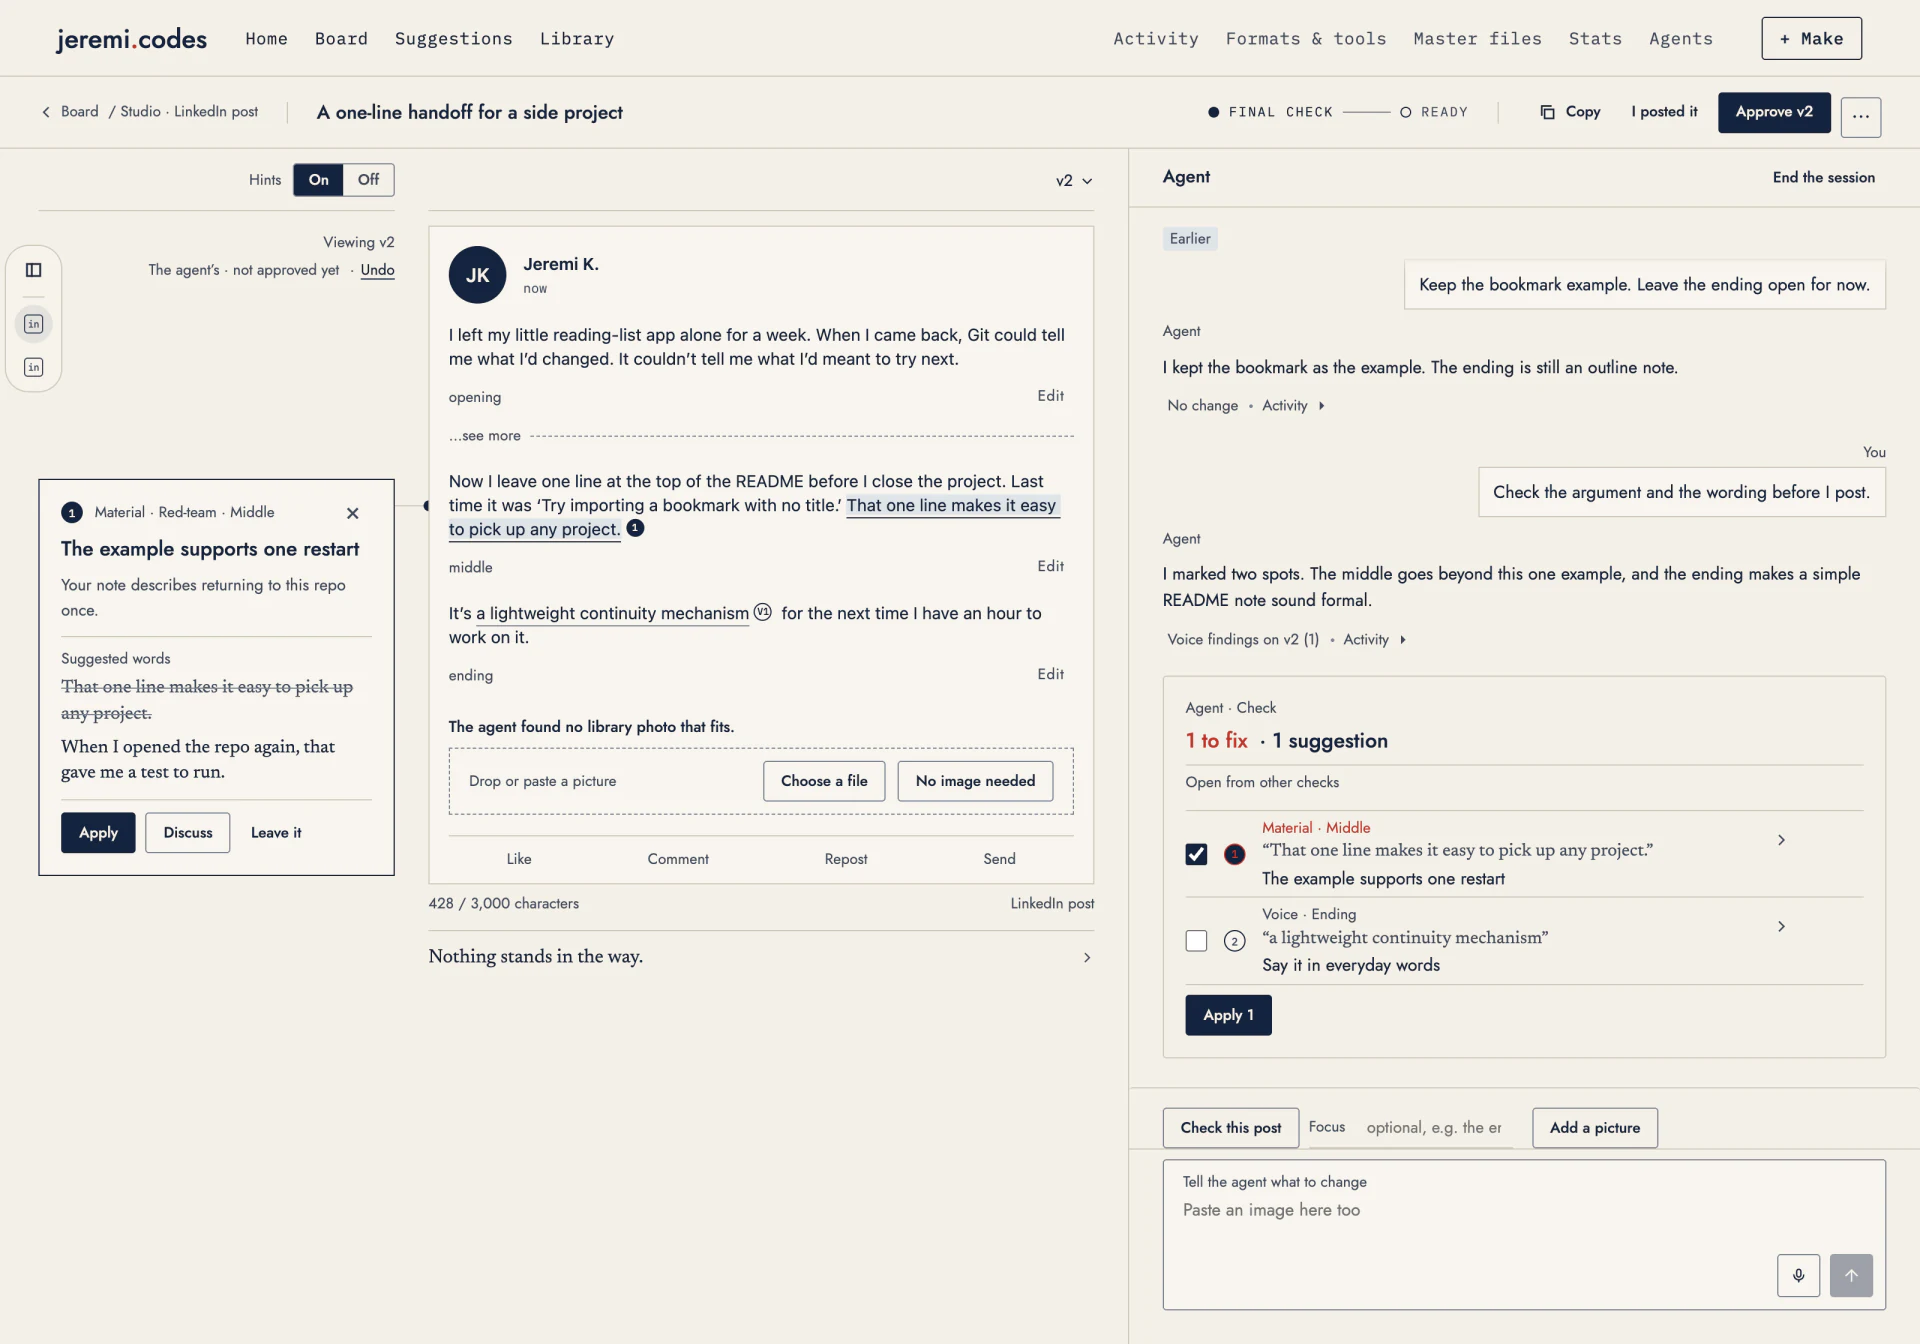 jeremi.codes
Home
Board
Suggestions
Library
Activity
Formats & tools
Master files
Stats
Agents
+ Make
Board / Studio · LinkedIn post
A one-line handoff for a side project
FINAL CHECK
READY
Copy
I posted it
Approve v2
...
Hints
On
Off
Viewing v2
The agent's · not approved yet · Undo
in
in
1 Material · Red-team · Middle
The example supports one restart
Your note describes returning to this repo
once.
Suggested words
That one line makes it easy to pick up
any project.
When I opened the repo again, that
gave me a test to run.
Apply
Discuss
Leave it
v2
JK
Jeremi K.
now
I left my little reading-list app alone for a week. When I came back, Git could tell
me what I'd changed. It couldn't tell me what I'd meant to try next.
opening
Edit
...see more
Now I leave one line at the top of the README before I close the project. Last
time it was ‘Try importing a bookmark with no title.’ That one line makes it easy
to pick up any project. 1
middle
Edit
It's a lightweight continuity mechanism V1 for the next time I have an hour to
work on it.
ending
Edit
The agent found no library photo that fits.
Drop or paste a picture
Choose a file
No image needed
Like
Comment
Repost
Send
428 / 3,000 characters
LinkedIn post
Nothing stands in the way.
Agent
End the session
Earlier
Keep the bookmark example. Leave the ending open for now.
Agent
I kept the bookmark as the example. The ending is still an outline note.
No change • Activity
You
Check the argument and the wording before I post.
Agent
I marked two spots. The middle goes beyond this one example, and the ending makes a simple
README note sound formal.
Voice findings on v2 (1) • Activity
Agent · Check
1 to fix · 1 suggestion
Open from other checks
Material · Middle
1 “That one line makes it easy to pick up any project.”
The example supports one restart
Voice · Ending
2 “a lightweight continuity mechanism”
Say it in everyday words
Apply 1
Check this post
Focus
optional, e.g. the er
Add a picture
Tell the agent what to change
Paste an image here too